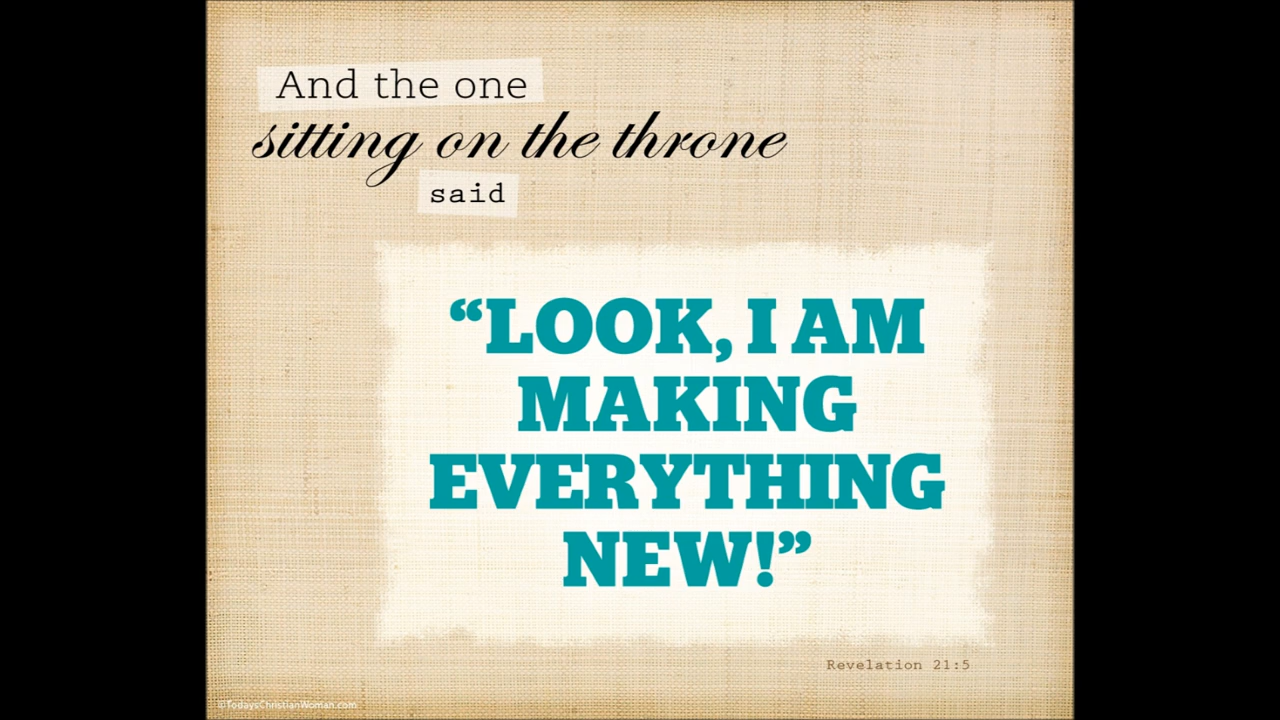 And the one
sitting on the throne
said
“LOOK, I AM
MAKING
EVERYTHING
NEW!”
Revelation 21:5
©TodaysChristianWoman.com